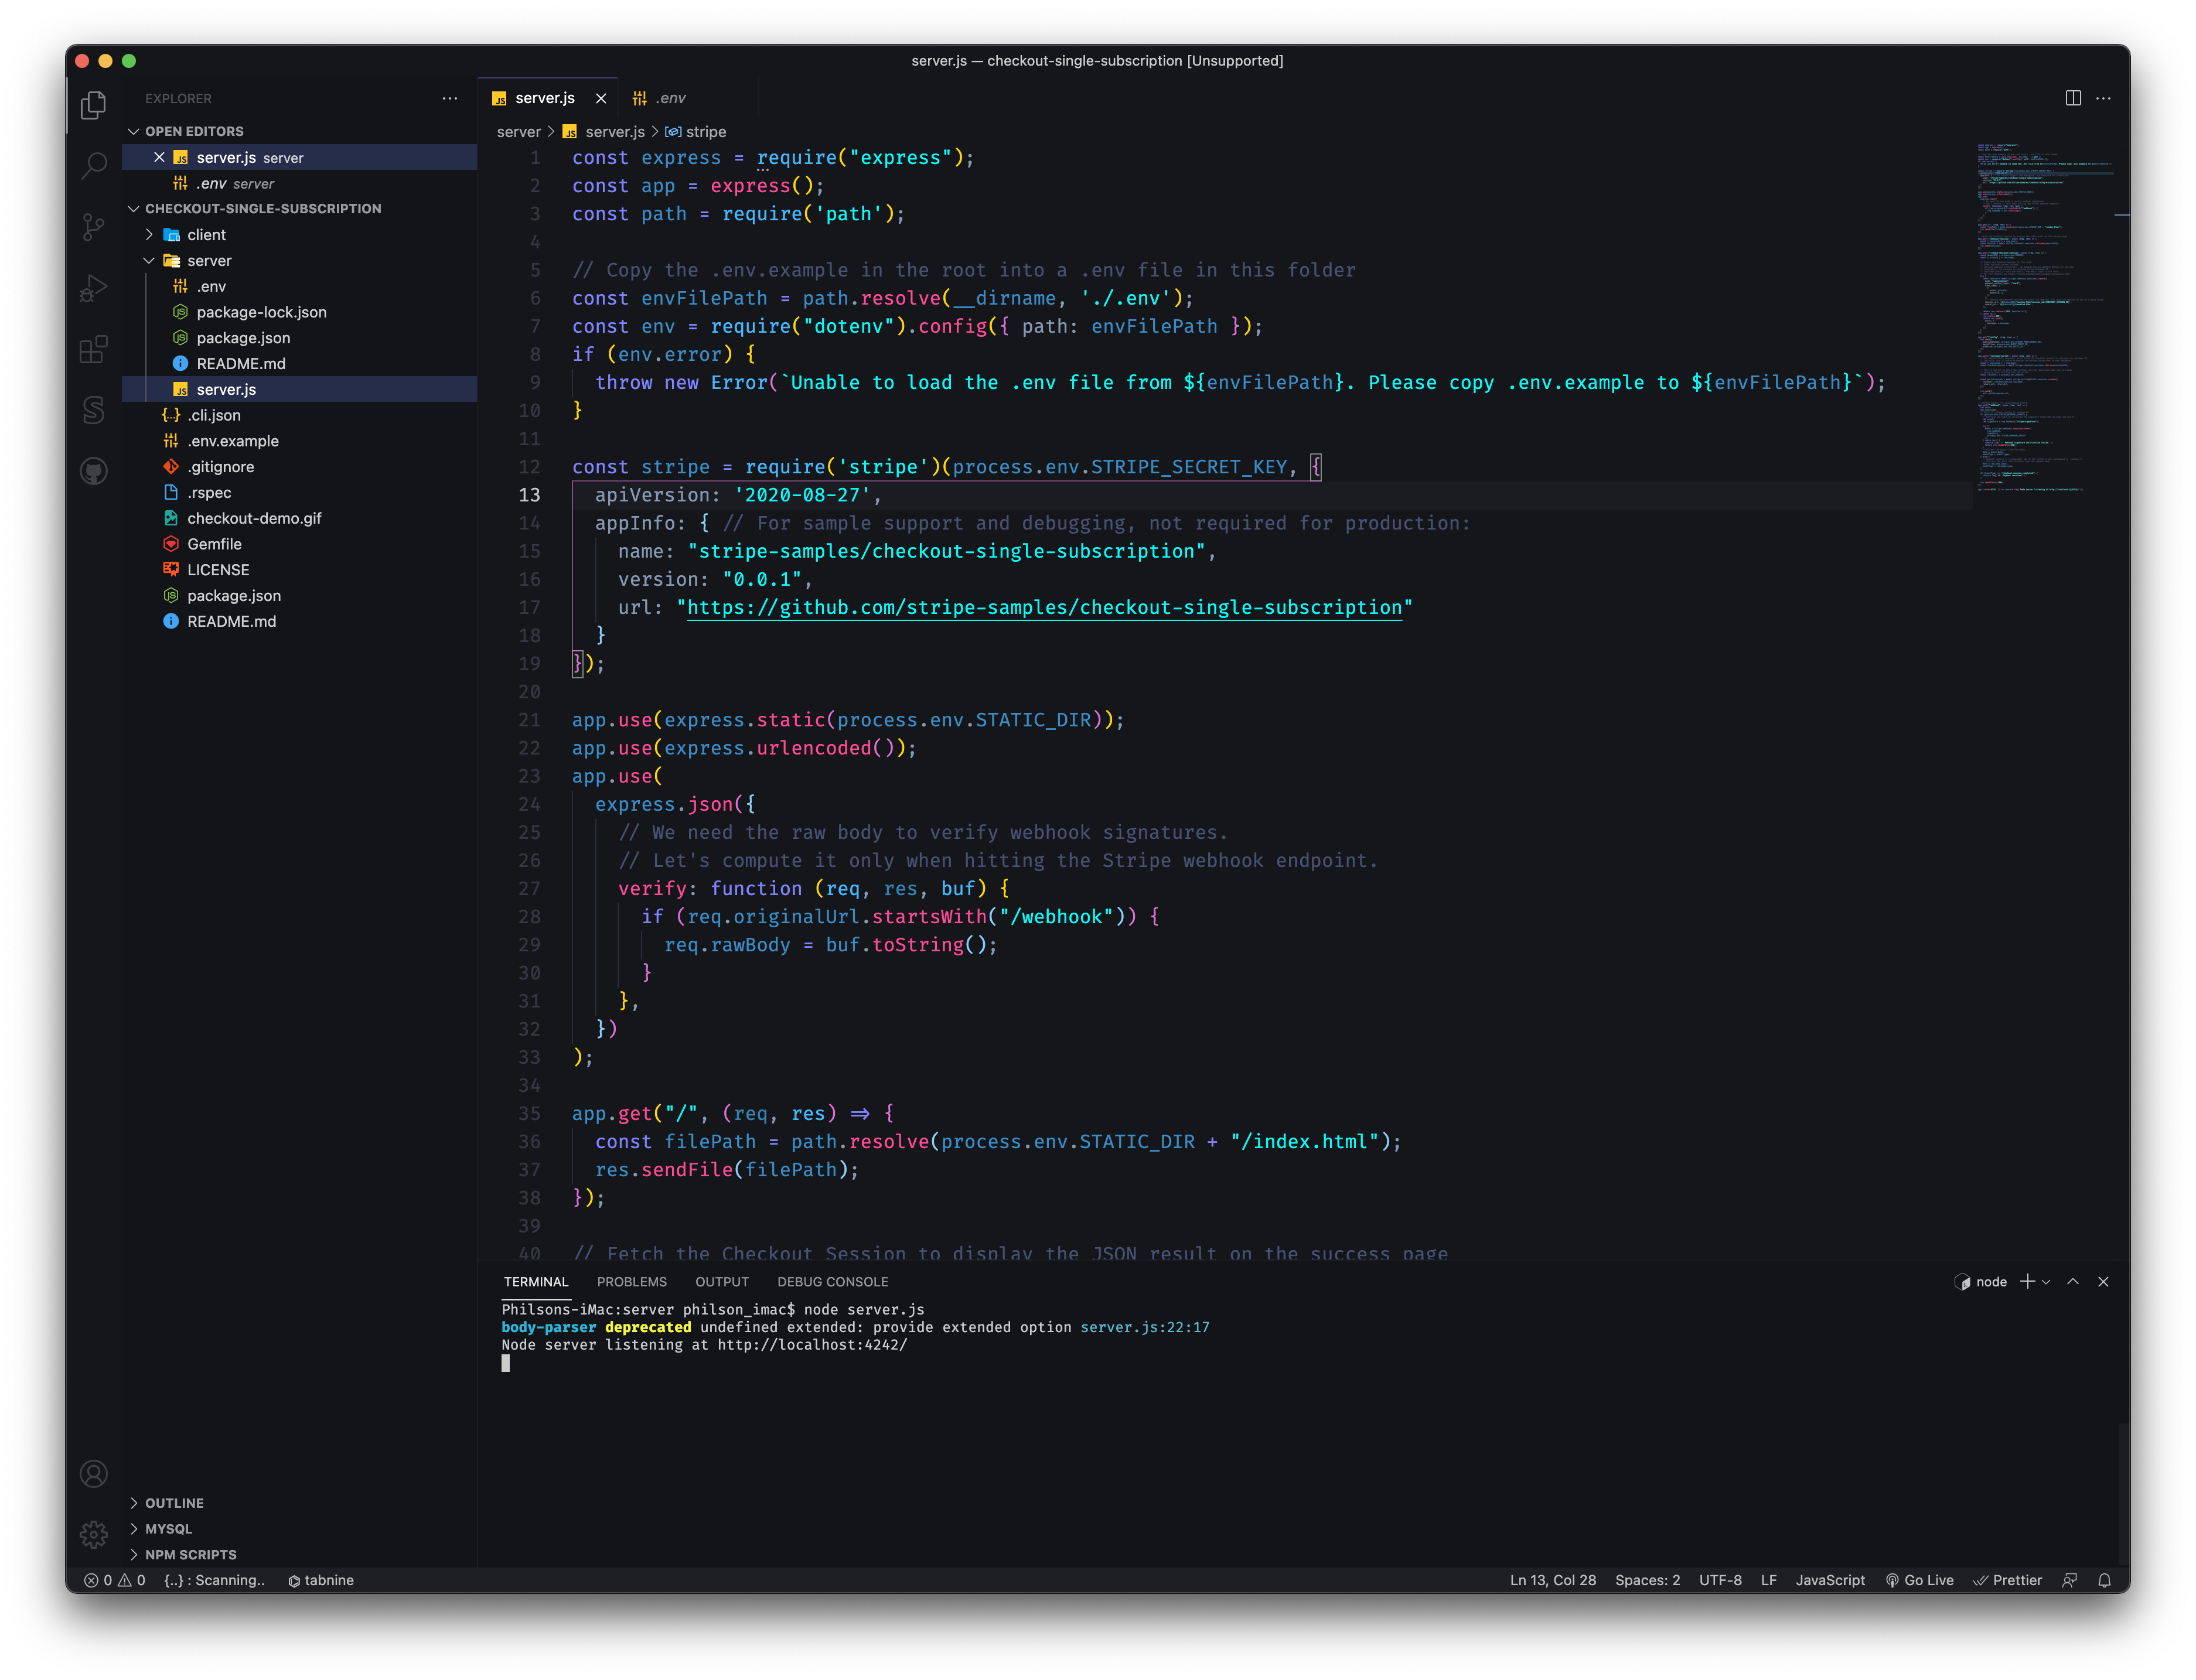 server.js — checkout-single-subscription [Unsupported]
EXPLORER
OPEN EDITORS
server.js server
.env server
CHECKOUT-SINGLE-SUBSCRIPTION
client
server
.env
package-lock.json
package.json
README.md
server.js
.cli.json
.env.example
.gitignore
.rspec
checkout-demo.gif
Gemfile
LICENSE
package.json
README.md
OUTLINE
MYSQL
NPM SCRIPTS
server.js
.env
server > server.js > stripe
1 const express = require("express");
2 const app = express();
3 const path = require('path');
4
5 // Copy the .env.example in the root into a .env file in this folder
6 const envFilePath = path.resolve(__dirname, './.env');
7 const env = require("dotenv").config({ path: envFilePath });
8 if (env.error) {
9 throw new Error(`Unable to load the .env file from ${envFilePath}. Please copy .env.example to ${envFilePath}`);
10 }
11
12 const stripe = require('stripe')(process.env.STRIPE_SECRET_KEY, {
13 apiVersion: '2020-08-27',
14 appInfo: { // For sample support and debugging, not required for production:
15 name: "stripe-samples/checkout-single-subscription",
16 version: "0.0.1",
17 url: "https://github.com/stripe-samples/checkout-single-subscription"
18 }
19 });
20
21 app.use(express.static(process.env.STATIC_DIR));
22 app.use(express.urlencoded());
23 app.use(
24 express.json({
25 // We need the raw body to verify webhook signatures.
26 // Let's compute it only when hitting the Stripe webhook endpoint.
27 verify: function (req, res, buf) {
28 if (req.originalUrl.startsWith("/webhook")) {
29 req.rawBody = buf.toString();
30 }
31 },
32 })
33 );
34
35 app.get("/", (req, res) => {
36 const filePath = path.resolve(process.env.STATIC_DIR + "/index.html");
37 res.sendFile(filePath);
38 });
39
40 // Fetch the Checkout Session to display the JSON result on the success page
TERMINAL PROBLEMS OUTPUT DEBUG CONSOLE
node
Philsons-iMac:server philson_imac$ node server.js
body-parser deprecated undefined extended: provide extended option server.js:22:17
Node server listening at http://localhost:4242/
0 0 {..} : Scanning.. tabnine
Ln 13, Col 28 Spaces: 2 UTF-8 LF JavaScript Go Live Prettier